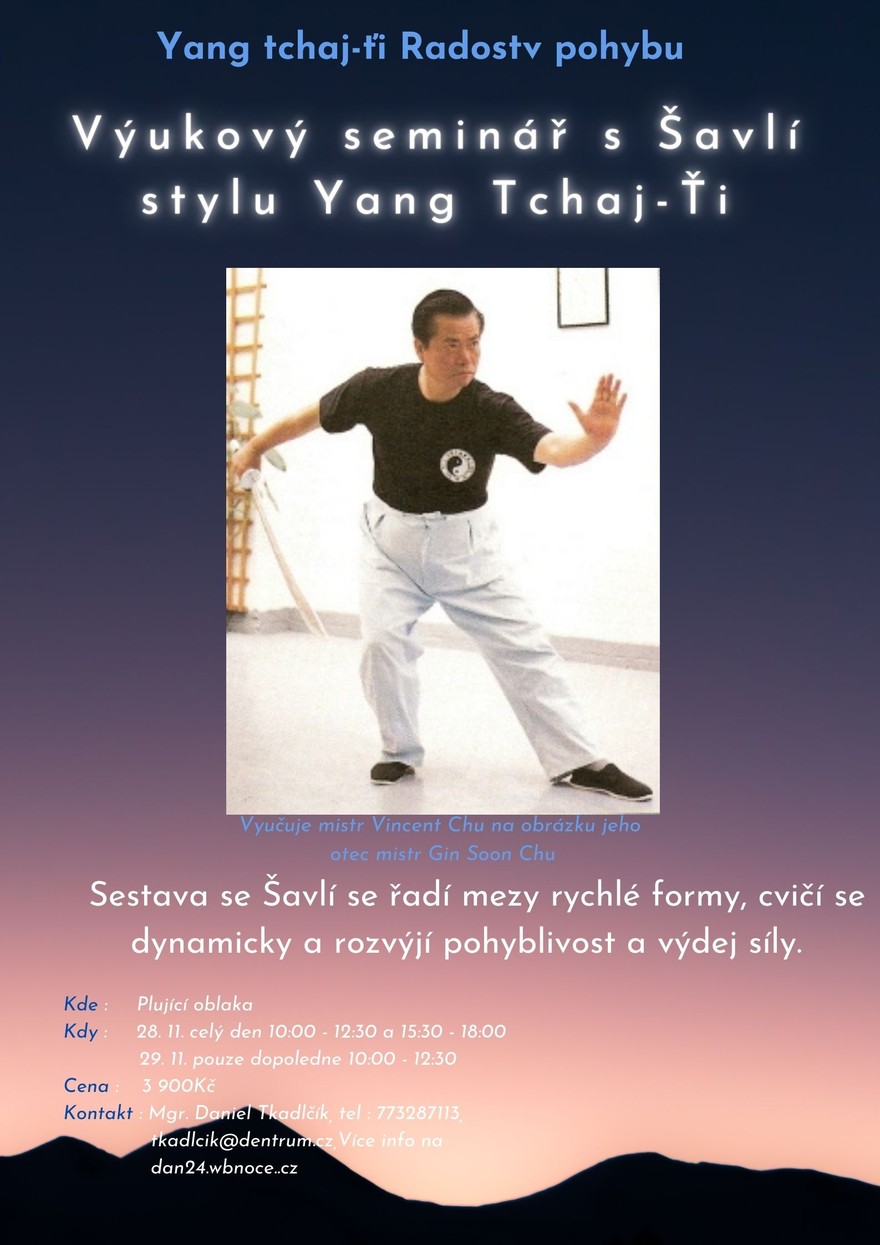 Yang tchaj-ťi Radostv pohybu
Výukový seminář s Šavlí
stylu Yang Tchaj-Ťi
Vyučuje mistr Vincent Chu na obrázku jeho
otec mistr Gin Soon Chu
Sestava se Šavlí se řadí mezy rychlé formy, cvičí se
dynamicky a rozvýjí pohyblivost a výdej síly.
Kde : Plující oblaka
Kdy : 28. 11. celý den 10:00 - 12:30 a 15:30 - 18:00
29. 11. pouze dopoledne 10:00 - 12:30
Cena : 3 900Kč
Kontakt : Mgr. Daniel Tkadlčík, tel : 773287113,
tkadlcik@dentrum.cz,Více info na
dan24.wbnoce..cz